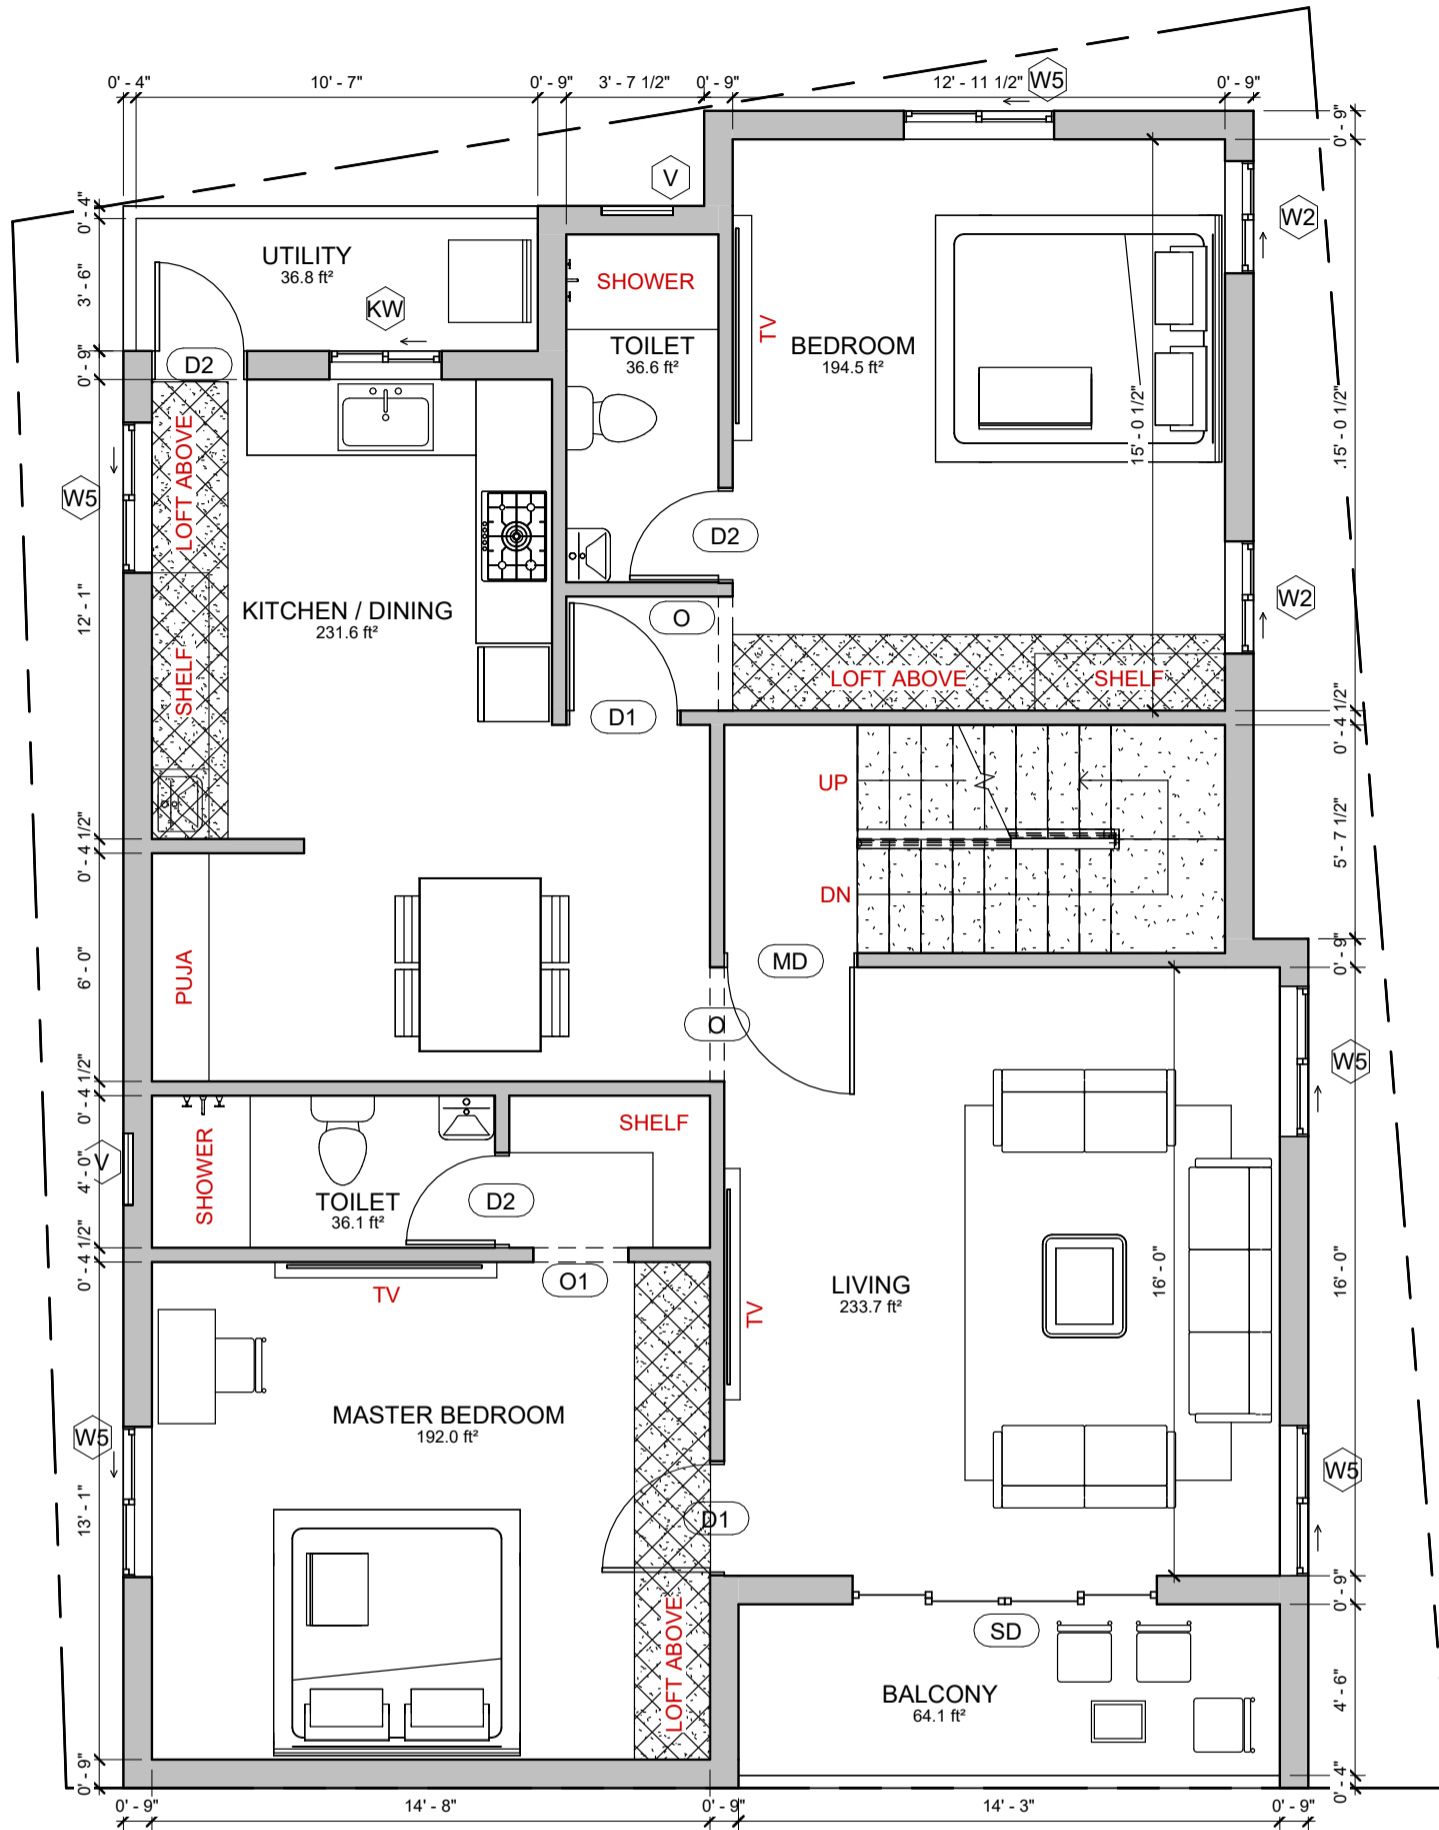 0' - 4"
10' - 7"
0' - 9"
3' - 7 1/2"
0' - 9"
12' - 11 1/2"
W5
0' - 9"
0' - 9"
V
0' - 4"
W2
UTILITY
36.8 ft²
3' - 6"
SHOWER
KW
TV
TOILET
36.6 ft²
BEDROOM
194.5 ft²
0' - 9"
D2
LOFT ABOVE
15' - 0 1/2"
15' - 0 1/2"
W5
D2
12' - 1"
KITCHEN / DINING
231.6 ft²
O
W2
SHELF
LOFT ABOVE
SHELF
D1
0' - 4 1/2"
UP
0' - 4 1/2"
5' - 7 1/2"
DN
6' - 0"
PUJA
MD
0' - 9"
O
W5
0' - 4 1/2"
SHELF
V
4' - 0"
SHOWER
TOILET
36.1 ft²
D2
0' - 4 1/2"
O1
TV
TV
LIVING
233.7 ft²
16' - 0"
16' - 0"
MASTER BEDROOM
192.0 ft²
W5
W5
13' - 1"
D1
0' - 9"
LOFT ABOVE
SD
BALCONY
64.1 ft²
4' - 6"
0' - 9"
0' - 4"
0' - 9"
14' - 8"
0' - 9"
14' - 3"
0' - 9"